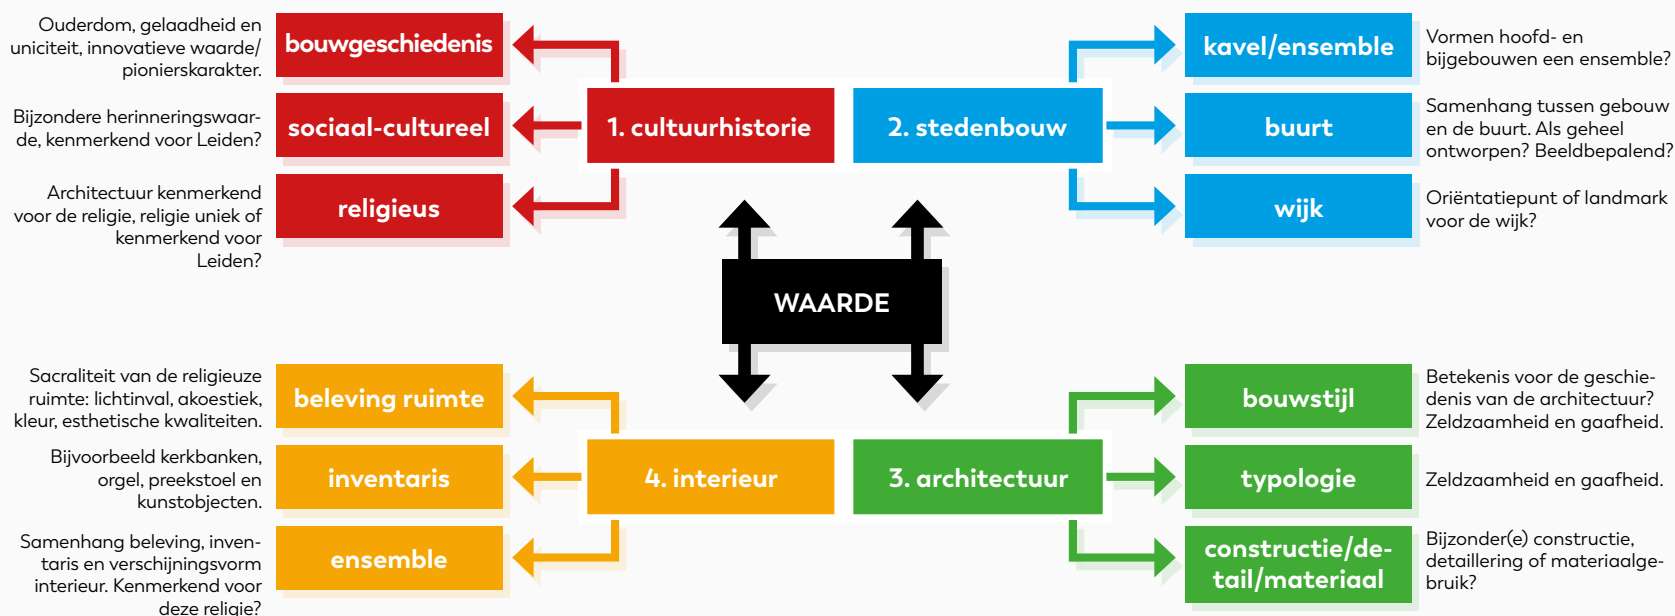 Ouderdom, gelaadheid en
uniciteit, innovatieve waarde/
pionierskarakter.
bouwgeschiedenis
Bijzondere herinneringswaar-
de, kenmerkend voor Leiden?
sociaal-cultureel
Architectuur kenmerkend
voor de religie, religie uniek of
kenmerkend voor
Leiden?
religieus
1. cultuurhistorie
2. stedenbouw
kavel/ensemble
Vormen hoofd- en
bijgebouwen een ensemble?
buurt
Samenhang tussen gebouw
en de buurt. Als geheel
ontworpen? Beeldbepalend?
wijk
Oriëntatiepunt of landmark
voor de wijk?
WAARDE
Sacraliteit van de religieuze
ruimte: lichtinval, akoestiek,
kleur, esthetische kwaliteiten.
beleving ruimte
Bijvoorbeeld kerkbanken,
orgel, preekstoel en
kunstobjecten.
inventaris
Samenhang beleving, inven-
taris en verschijningsvorm
interieur. Kenmerkend voor
deze religie?
ensemble
4. interieur
3. architectuur
bouwstijl
Betekenis voor de geschie-
denis van de architectuur?
Zeldzaamheid en gaafheid.
typologie
Zeldzaamheid en gaafheid.
constructie/de-
tail/materiaal
Bijzonder(e) constructie,
detaillering of materiaalge-
bruik?